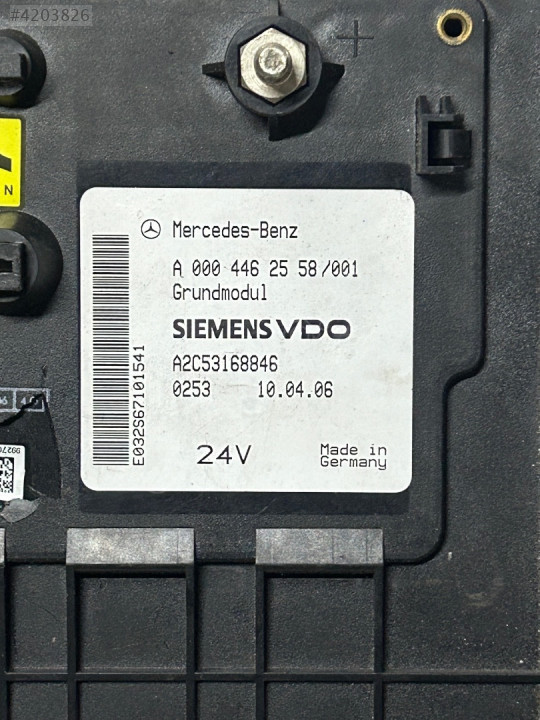 #4203826
+
N
Mercedes-Benz
A 000 446 25 58/001
Grundmodul
SIEMENS VDO
A2C53168846
0253 10.04.06
24V
Made in
Germany
E032S67101541